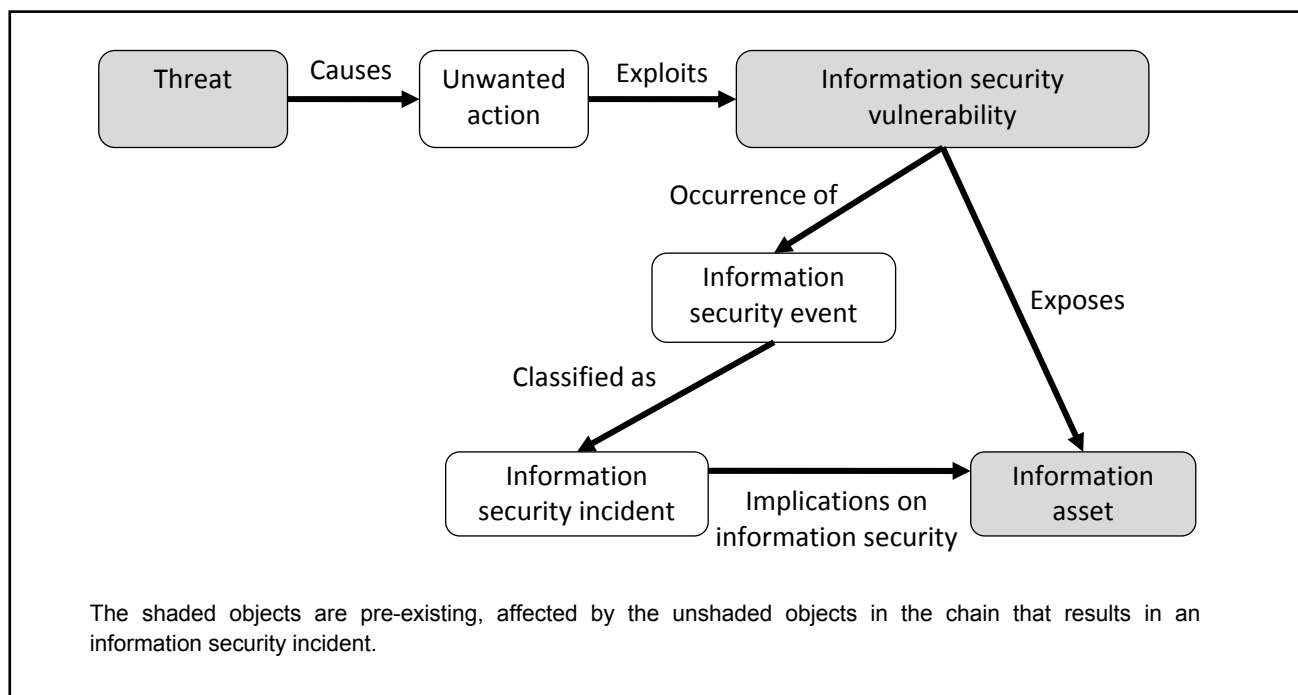 Threat
Causes
Unwanted
action
Exploits
Information security
vulnerability
Occurrence of
Information
security event
Exposes
Classified as
Information
security incident
Implications on
information security
Information
asset
The shaded objects are pre-existing, affected by the unshaded objects in the chain that results in an
information security incident.